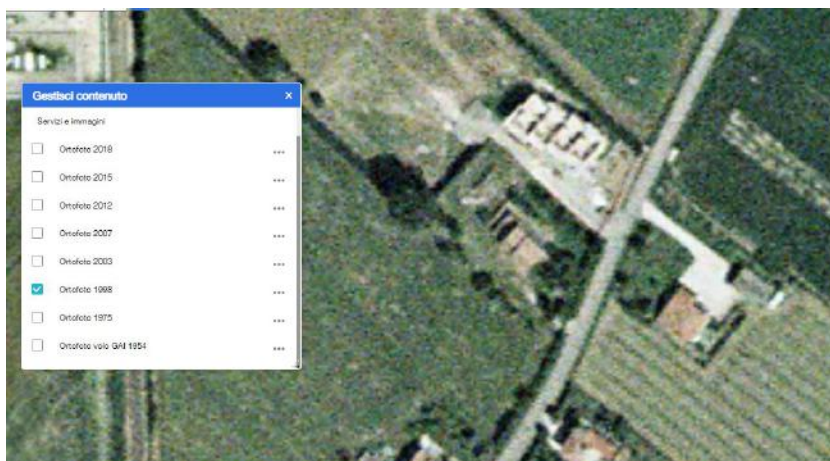 Gestisci contenuto
×
Servizi e immagini
Ortofoto 2018
...
Ortofoto 2015
...
Ortofoto 2012
...
Ortofoto 2007
...
Ortofoto 2003
...
Ortofoto 1998
...
Ortofoto 1975
...
Ortofoto volo GAI 1954
...